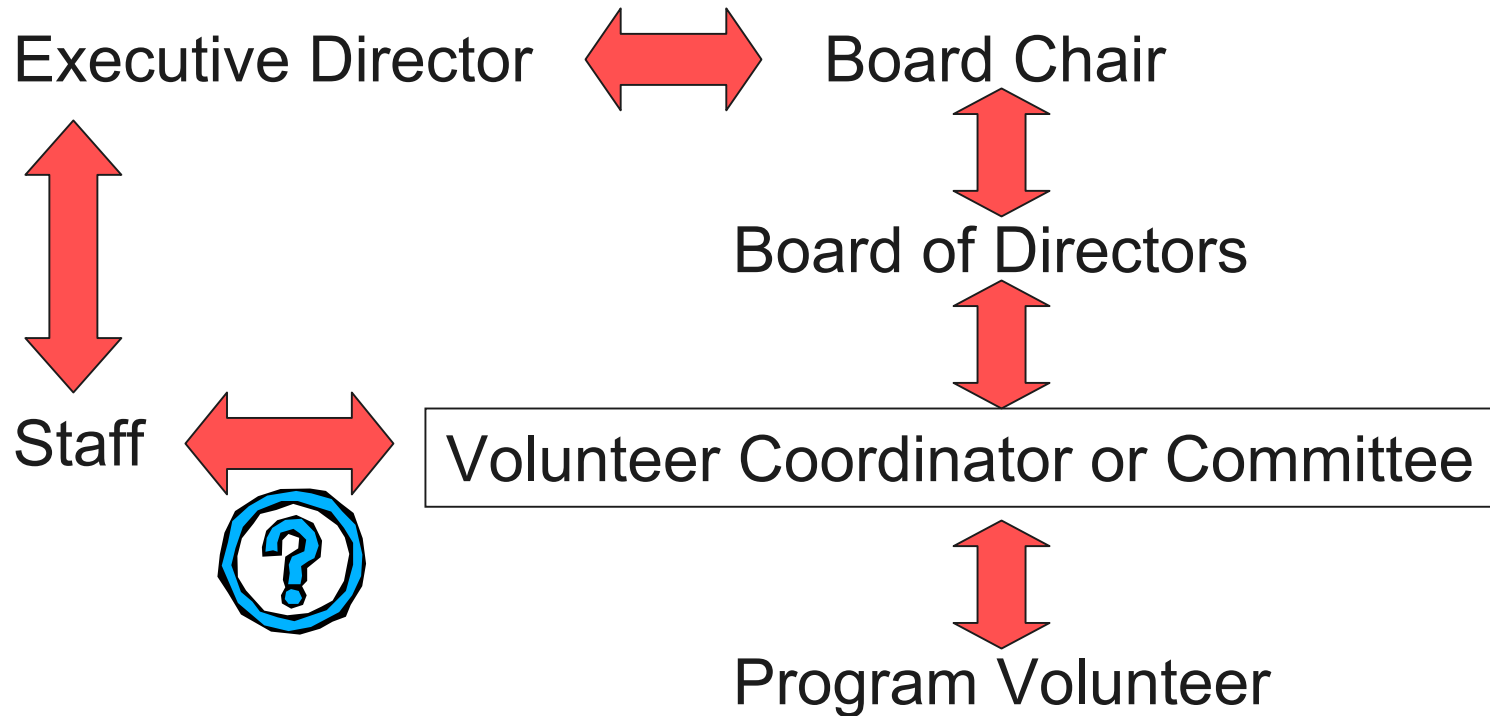 Executive Director
Board Chair
Board of Directors
Staff
Volunteer Coordinator or Committee
?
Program Volunteer